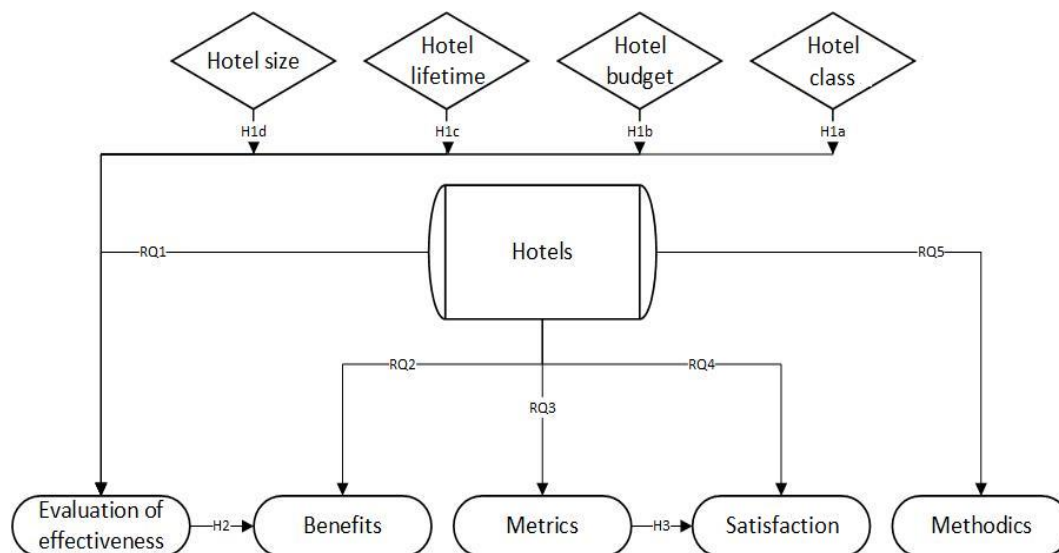 Hotel size
Hotel
lifetime
Hotel
budget
Hotel
class
H1d
H1c
H1b
H1a
Hotels
RQ1
RQ5
RQ2
RQ4
RQ3
Evaluation of
effectiveness
H2
Benefits
Metrics
H3
Satisfaction
Methodics